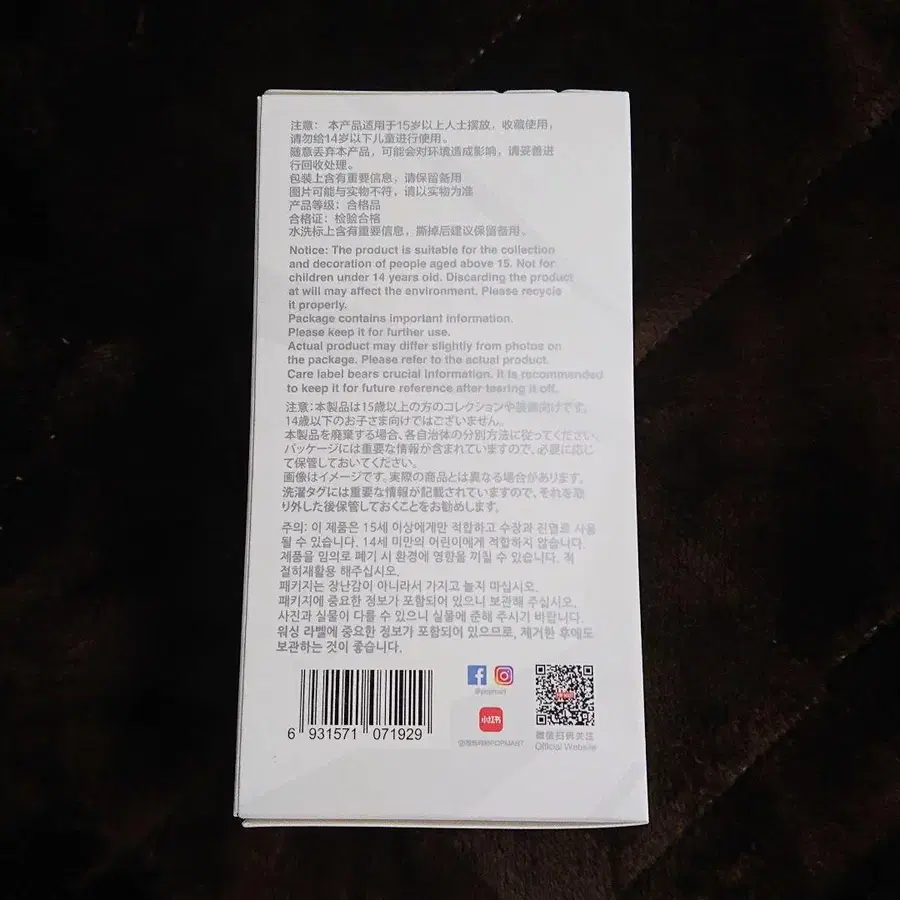 注意： 本产品适用于15岁以上人士摆放，收藏使用，
请勿给14岁以下儿童进行使用。
随意丢弃本产品，可能会对环境造成影响，请妥善进
行回收处理。
包装上含有重要信息，请保留备用
图片可能与实物不符，请以实物为准
产品等级：合格品
合格证：检验合格
水洗标上含有重要信息，撕掉后建议保留备用。
Notice: The product is suitable for the collection
and decoration of people aged above 15. Not for
children under 14 years old. Discarding the product
at will may affect the environment. Please recycle
it properly.
Package contains important information.
Please keep it for further use.
Actual product may differ slightly from photos on
the package. Please refer to the actual product.
Care label bears crucial information. It is recommended
to keep it for future reference after tearing it off.
注意：本製品は15歳以上の方のコレクションや装飾向けです。
14歳以下のお子さま向けではございません。
本製品を廃棄する場合、各自治体の分別方法に従ってください。
パッケージには重要な情報が含まれていますので、必要に応じ
て保管しておいてください。
画像はイメージです。実際の商品とは異なる場合があります。
洗濯タグには重要な情報が記載されていますので、それを取
り外した後保管しておくことをお勧めします。
주의: 이 제품은 15세 이상에게만 적합하고 수장과 진열로 사용
될 수 있습니다. 14세 미만의 어린이에게 적합하지 않습니다.
제품을 임의로 폐기 시 환경에 영향을 끼칠 수 있습니다. 적
절히재활용 해주십시오.
패키지는 장난감이 아니라서 가지고 놀지 마십시오.
패키지에 중요한 정보가 포함되어 있으니 보관해 주십시오.
사진과 실물이 다를 수 있으니 실물에 준해 주시기 바랍니다.
워싱 라벨에 중요한 정보가 포함되어 있으므로, 제거한 후에도
보관하는 것이 좋습니다.
6 931571 071929
@popmart
小红书
@泡泡玛特POPMART
微信扫码关注
Official Website